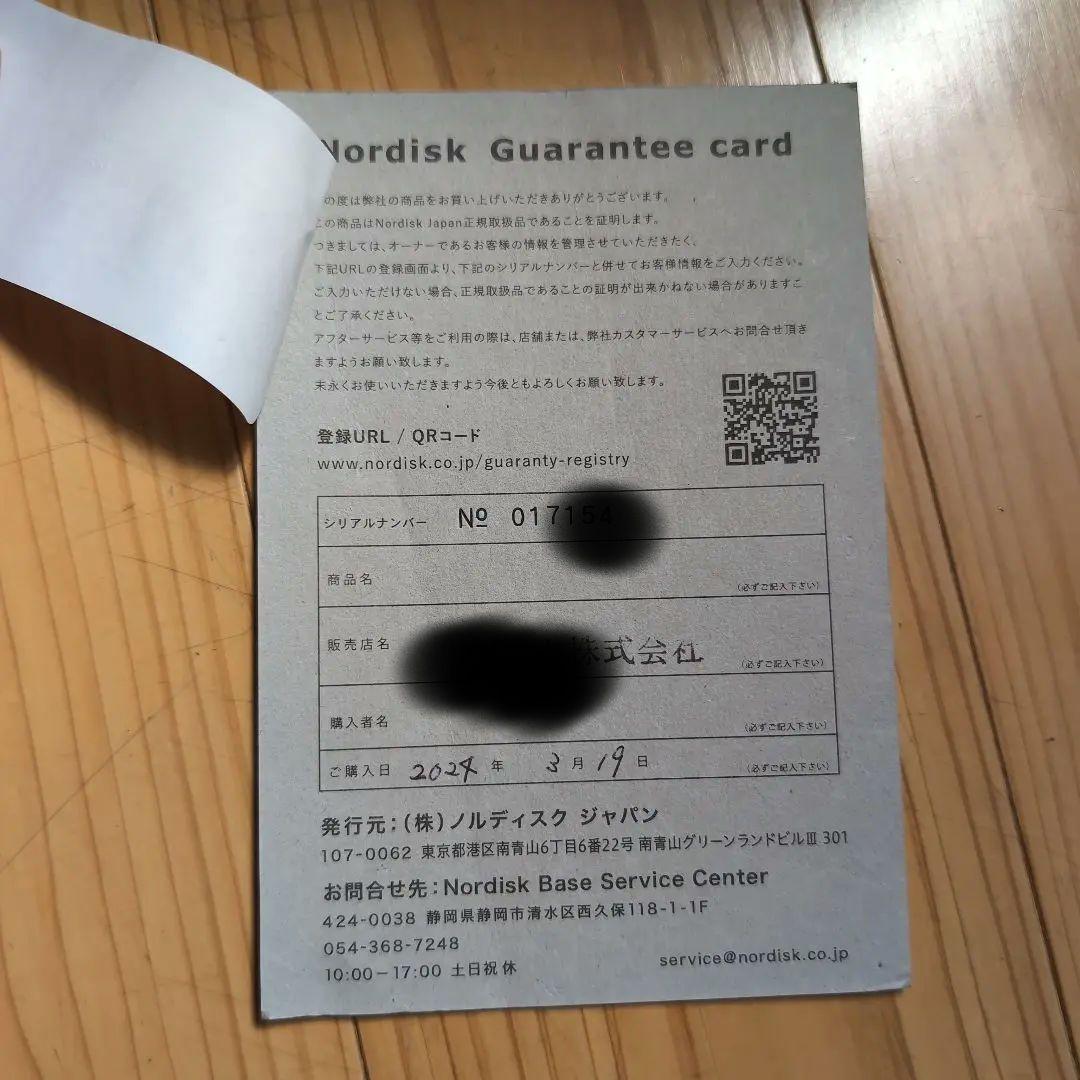 Nordisk Guarantee card
の度は弊社の商品をお買い上げいただきありがとうございます。
この商品はNordisk Japan正規取扱品であることを証明します。
つきましては、オーナーであるお客様の情報を管理させていただきたく、
下記URLの登録画面より、下記のシリアルナンバーと併せてお客様情報をご入力ください。
ご入力いただけない場合、正規取扱品であることの証明が出来かねない場合がありますこ
とご了承ください。
アフターサービス等をご利用の際は、店舗または、弊社カスタマーサービスへお問合せ頂き
ますようお願い致します。
末永くお使いいただきますよう今後ともよろしくお願い致します。
登録URL / QRコード
www.nordisk.co.jp/guaranty-registry
シリアルナンバー № 017154
商品名 (必ずご記入下さい)
販売店名 株式会社 (必ずご記入下さい)
購入者名 (必ずご記入下さい)
ご購入日 2024 年 3 月 19 日 (必ずご記入下さい)
発行元：(株)ノルディスク ジャパン
107-0062 東京都港区南青山6丁目6番22号 南青山グリーンランドビルⅢ 301
お問合せ先：Nordisk Base Service Center
424-0038 静岡県静岡市清水区西久保118-1-1F
054-368-7248
10:00－17:00 土日祝休
service@nordisk.co.jp